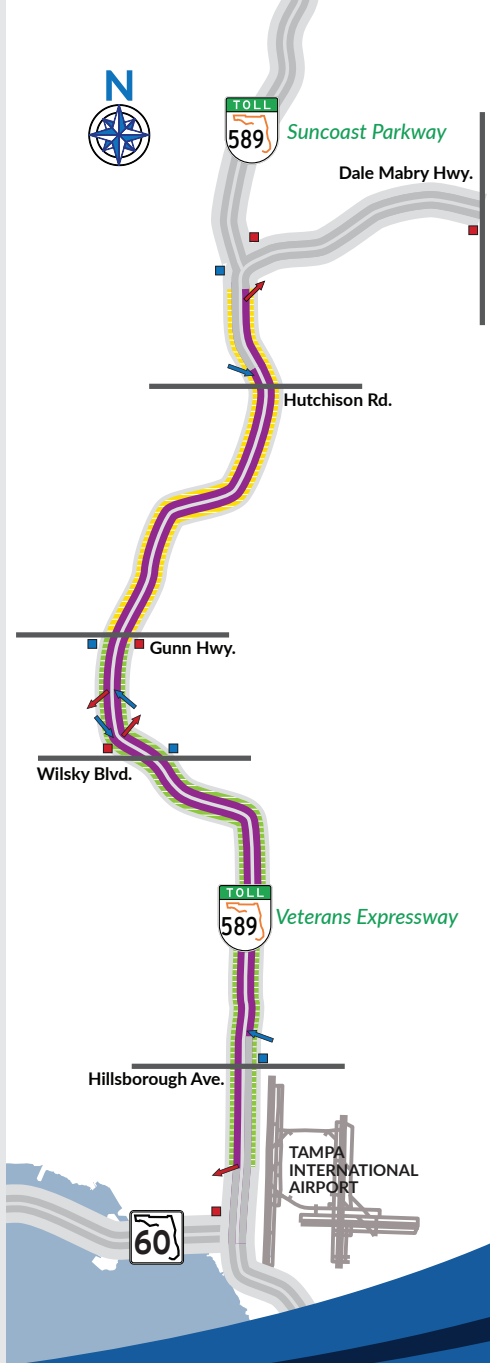 N
TOLL
589
Suncoast Parkway
Dale Mabry Hwy.
Hutchison Rd.
Gunn Hwy.
Wilsky Blvd.
TOLL
589
Veterans Expressway
Hillsborough Ave.
TAMPA
INTERNATIONAL
AIRPORT
60